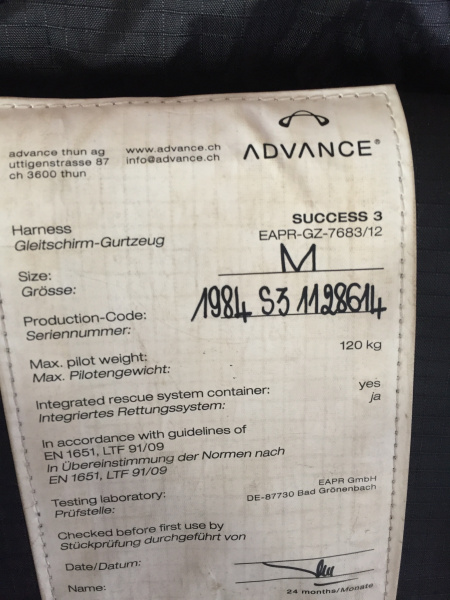 advance thun ag
uttigenstrasse 87
ch 3600 thun
www.advance.ch
info@advance.ch
ADVANCE®
Harness
Gleitschirm-Gurtzeug
SUCCESS 3
EAPR-GZ-7683/12
Size:
Grösse:
M
Production-Code:
Seriennummer:
1984 S3 1128614
Max. pilot weight:
Max. Pilotengewicht:
120 kg
Integrated rescue system container:
Integriertes Rettungssystem:
yes
ja
In accordance with guidelines of
EN 1651, LTF 91/09
In Übereinstimmung der Normen nach
EN 1651, LTF 91/09
Testing laboratory:
Prüfstelle:
EAPR GmbH
DE-87730 Bad Grönenbach
Checked before first use by
Stückprüfung durchgeführt von
Date/Datum:
Name:
24 months/Monate